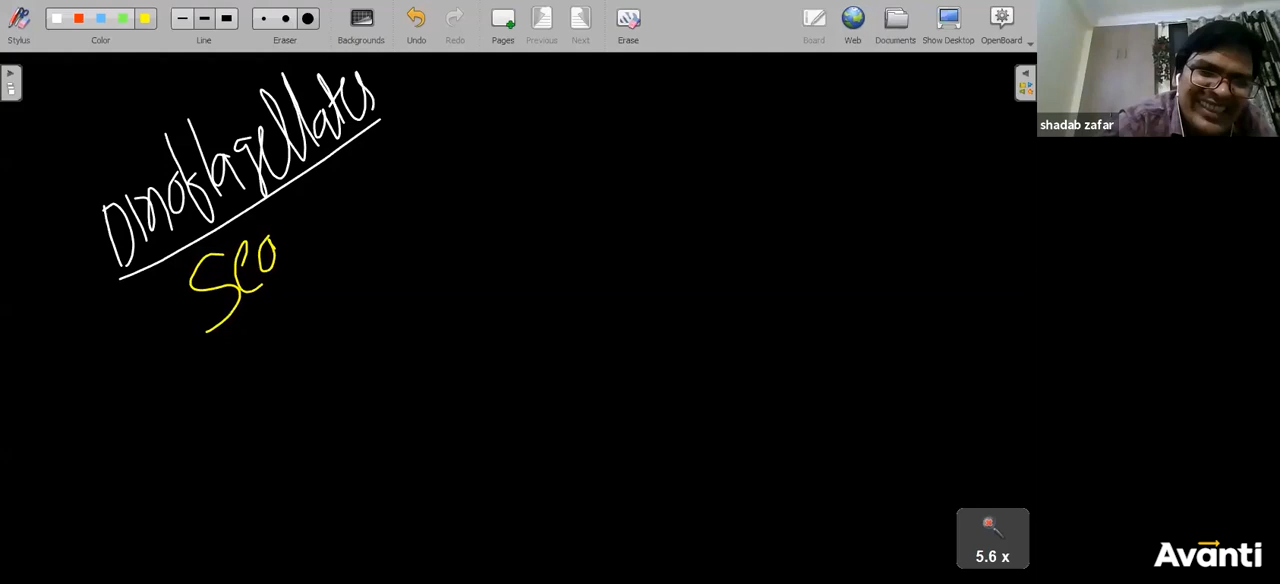 Stylus
Color
Line
Eraser
Backgrounds
Undo
Redo
Pages
Previous
Next
Erase
Board
Web
Documents
Show Desktop
OpenBoard
shadab zafar
Dinoflagellates
Sea
5.6 x
Avanti